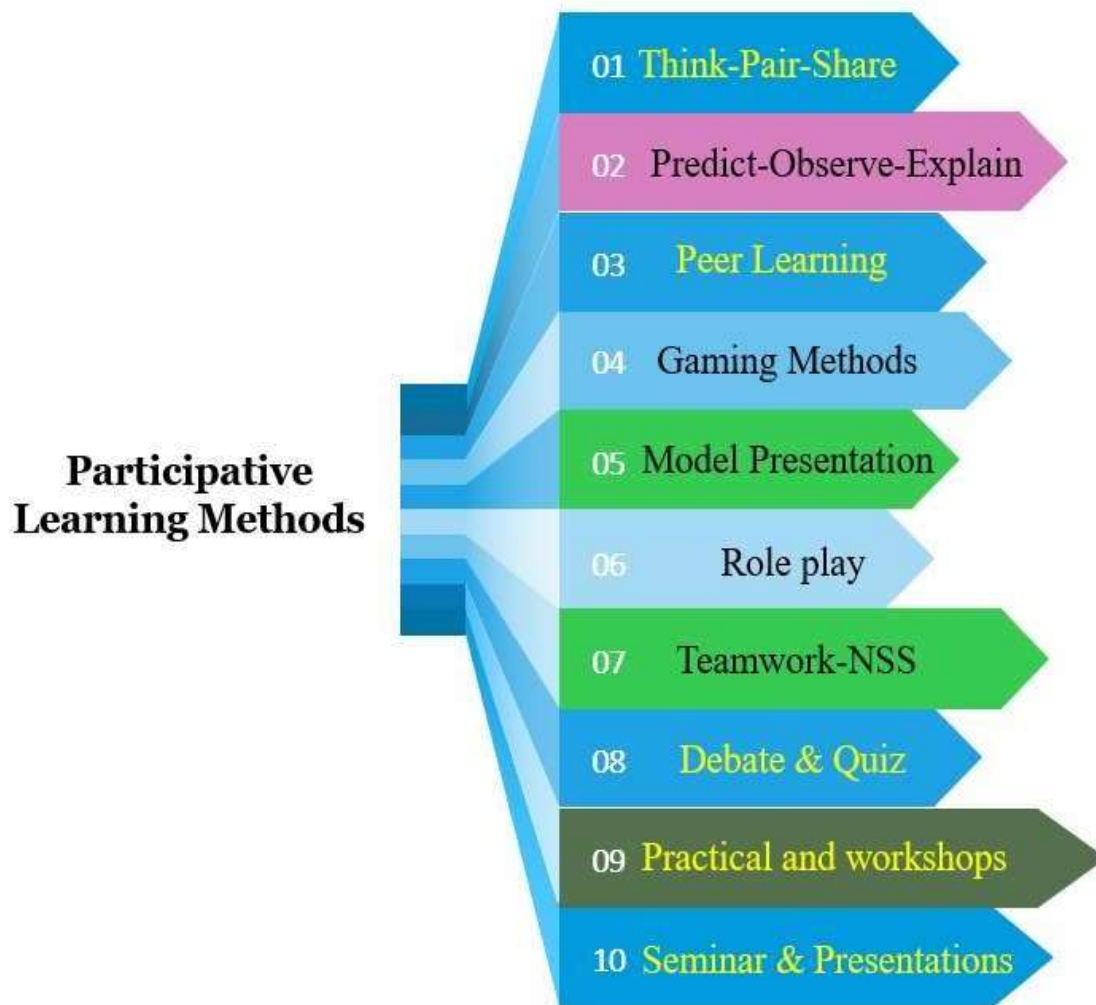 Participative
Learning Methods
01 Think-Pair-Share
02 Predict-Observe-Explain
03 Peer Learning
04 Gaming Methods
05 Model Presentation
06 Role play
07 Teamwork-NSS
08 Debate & Quiz
09 Practical and workshops
10 Seminar & Presentations